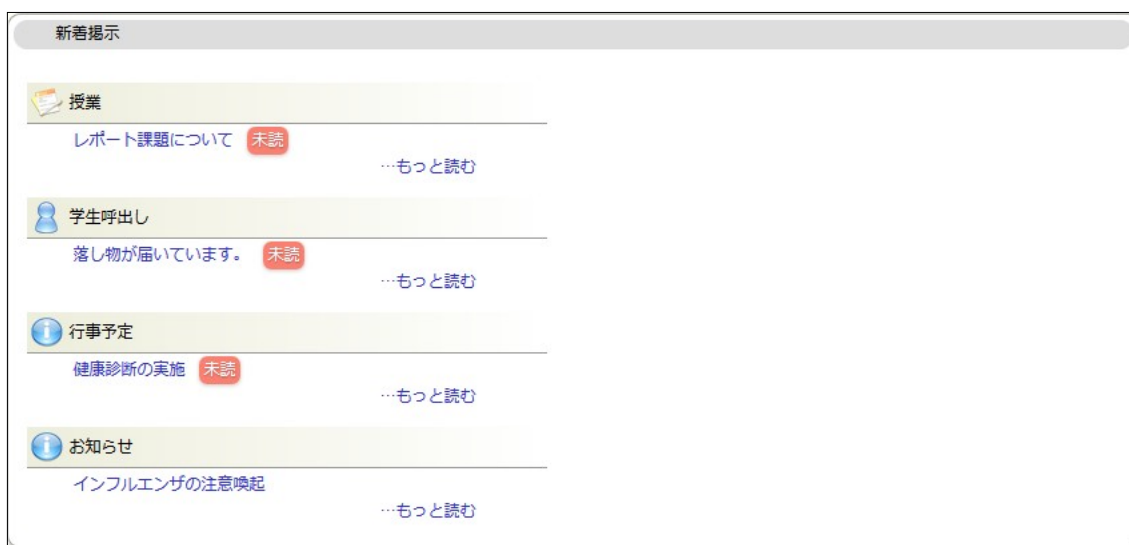 新着掲示
授業
レポート課題について 未読
…もっと読む
学生呼出し
落し物が届いています。 未読
…もっと読む
行事予定
健康診断の実施 未読
…もっと読む
お知らせ
インフルエンザの注意喚起
…もっと読む